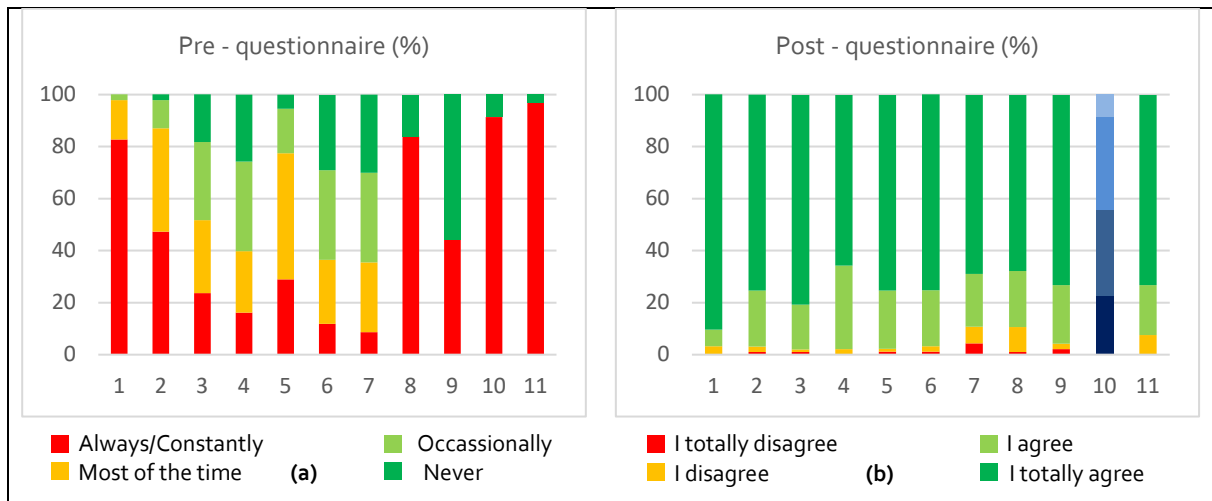 Pre - questionnaire (%)
100
80
60
40
20
0
1 2 3 4 5 6 7 8 9 10 11
Always/Constantly
Occassionally
Most of the time
(a)
Never
Post - questionnaire (%)
100
80
60
40
20
0
1 2 3 4 5 6 7 8 9 10 11
I totally disagree
I agree
I disagree
(b)
I totally agree